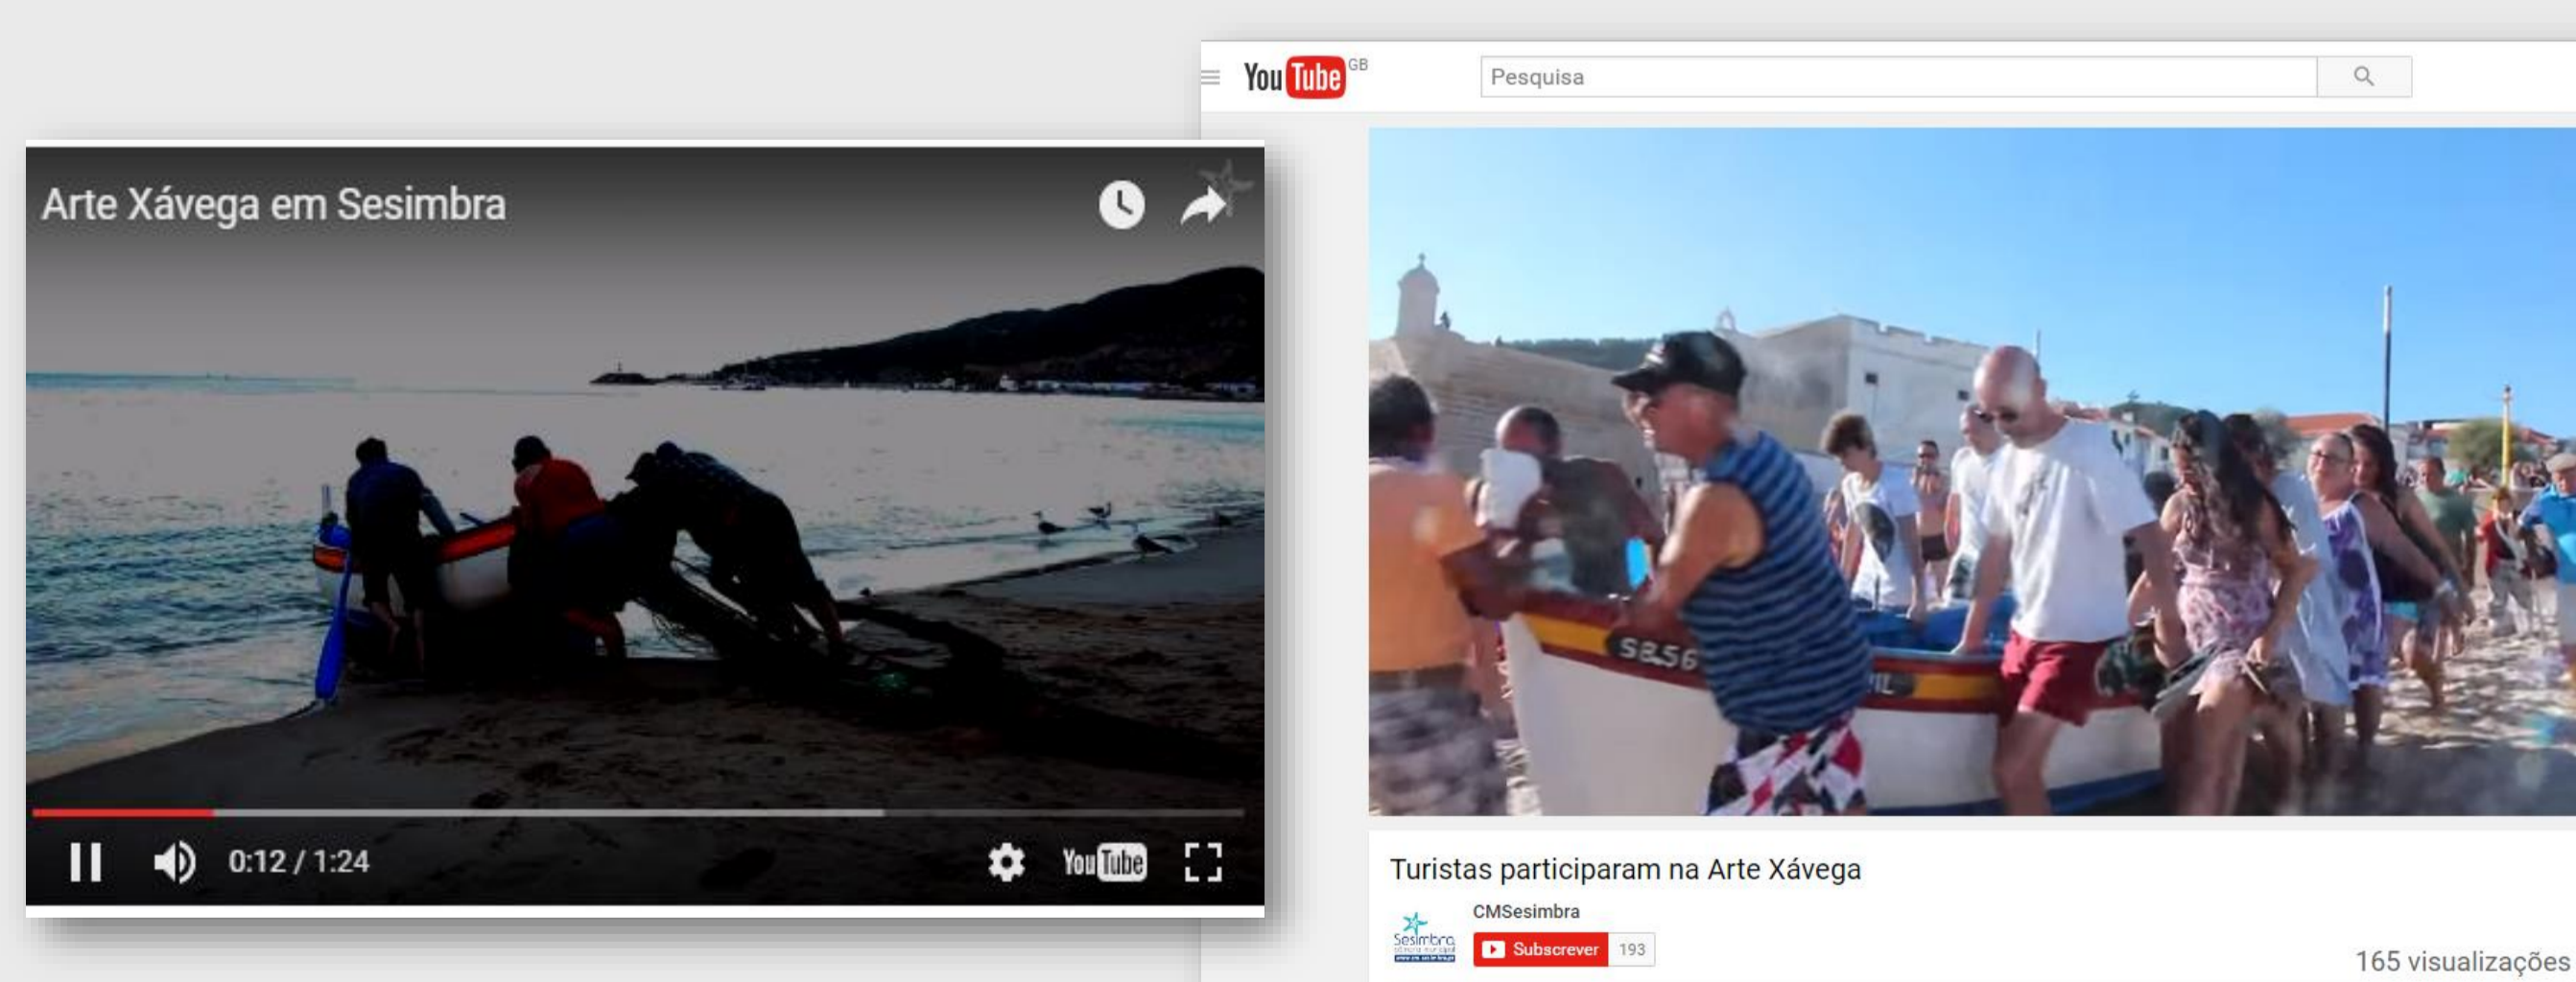 Arte Xávega em Sesimbra
0:12 / 1:24
YouTube
YouTube GB
Pesquisa
S856
Turistas participaram na Arte Xávega
CMSesimbra
Sesimbra
Subscrever 193
165 visualizações